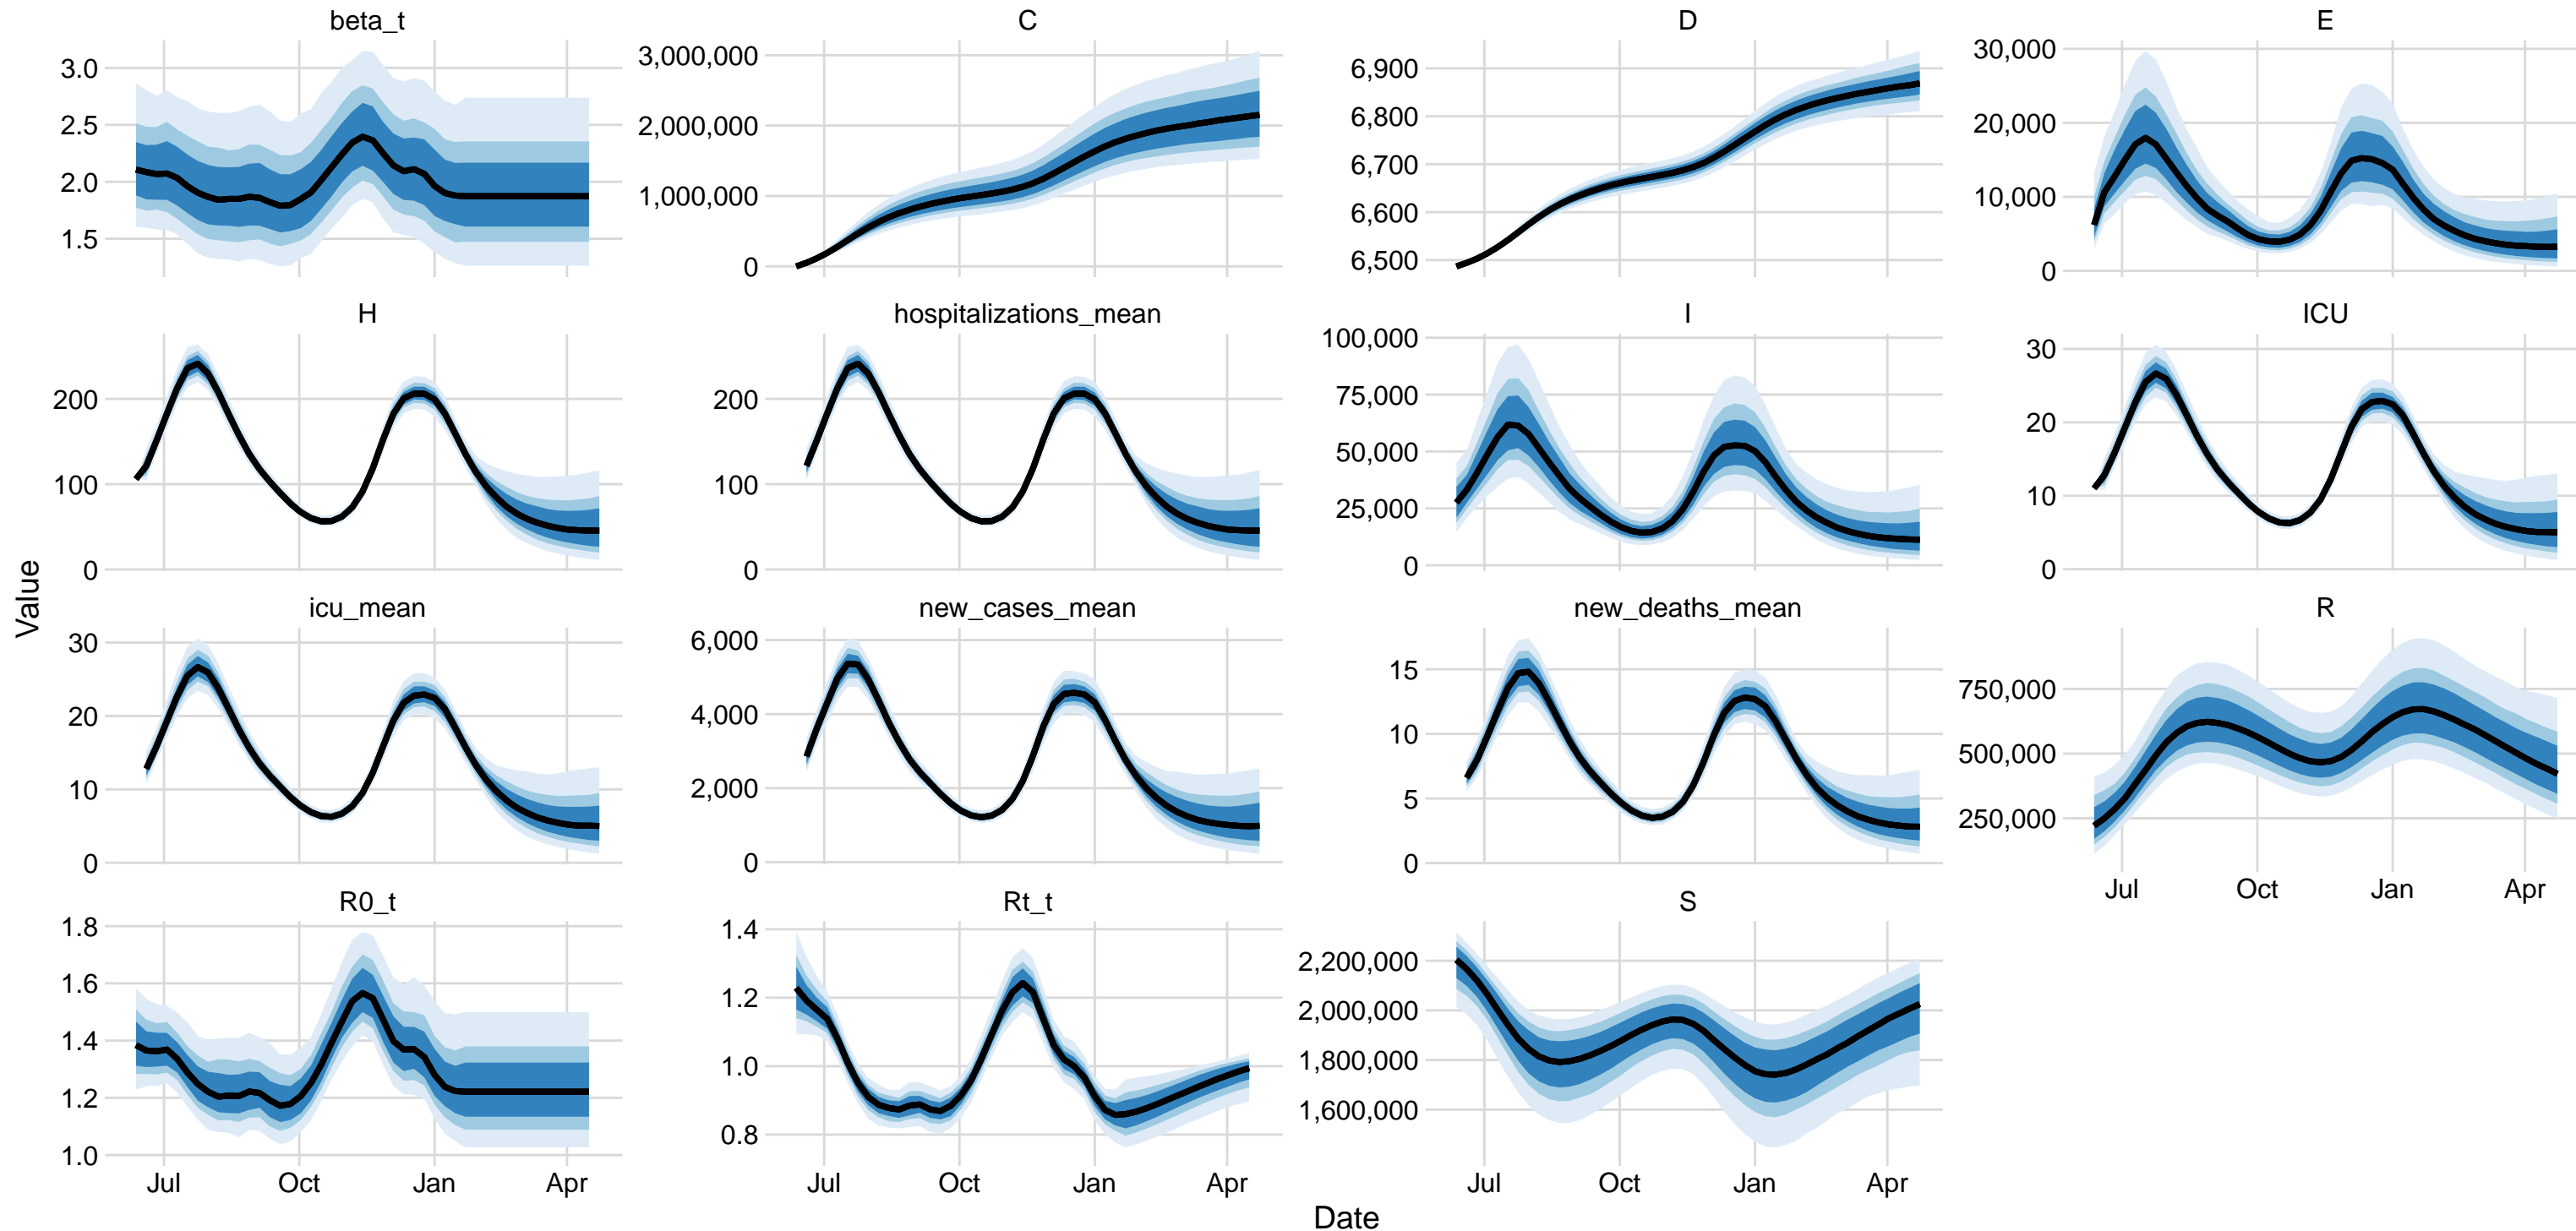 beta_t
3.0
2.5
2.0
1.5
C
3,000,000
2,000,000
1,000,000
0
D
6,900
6,800
6,700
6,600
6,500
E
30,000
20,000
10,000
0
H
200
100
0
hospitalizations_mean
200
100
0
I
100,000
75,000
50,000
25,000
0
ICU
30
20
10
0
Value
icu_mean
30
20
10
0
new_cases_mean
6,000
4,000
2,000
0
new_deaths_mean
15
10
5
0
R
750,000
500,000
250,000
Jul Oct Jan Apr
R0_t
1.8
1.6
1.4
1.2
1.0
Jul Oct Jan Apr
Rt_t
1.4
1.2
1.0
0.8
Jul Oct Jan Apr
S
2,200,000
2,000,000
1,800,000
1,600,000
Jul Oct Jan Apr
Date